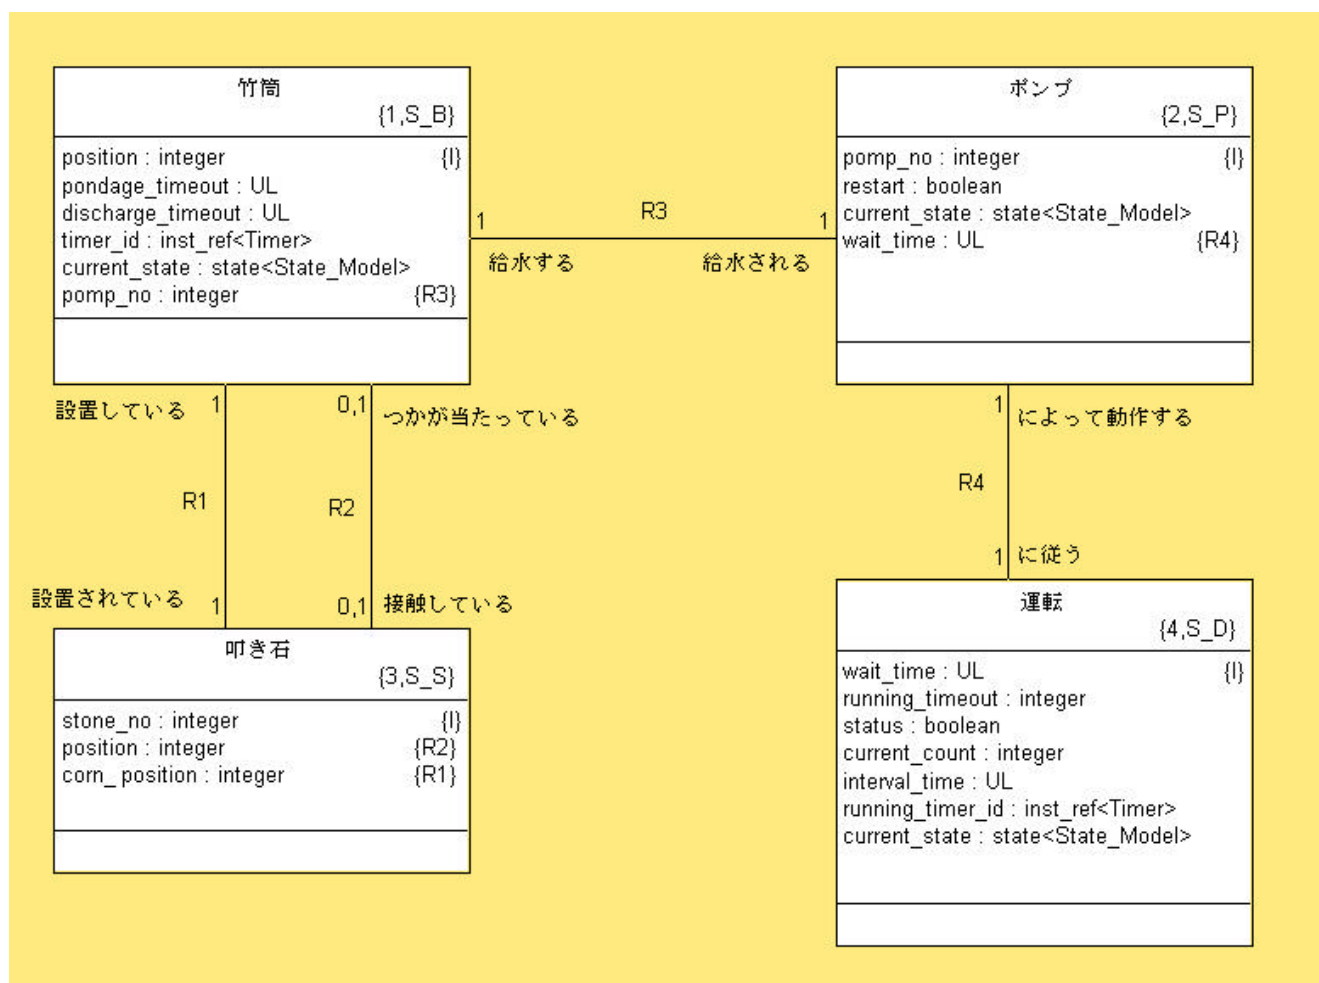 竹筒
{1,S_B}
position : integer {I}
pondage_timeout : UL
discharge_timeout : UL
timer_id : inst_ref<Timer>
current_state : state<State_Model>
pomp_no : integer {R3}
ポンプ
{2,S_P}
pomp_no : integer {I}
restart : boolean
current_state : state<State_Model>
wait_time : UL {R4}
1 R3 1
給水する 給水される
設置している 1 0,1 つかが当たっている
R1 R2
設置されている 1 0,1 接触している
1 によって動作する
R4
1 に従う
叩き石
{3,S_S}
stone_no : integer {I}
position : integer {R2}
corn_ position : integer {R1}
運転
{4,S_D}
wait_time : UL {I}
running_timeout : integer
status : boolean
current_count : integer
interval_time : UL
running_timer_id : inst_ref<Timer>
current_state : state<State_Model>